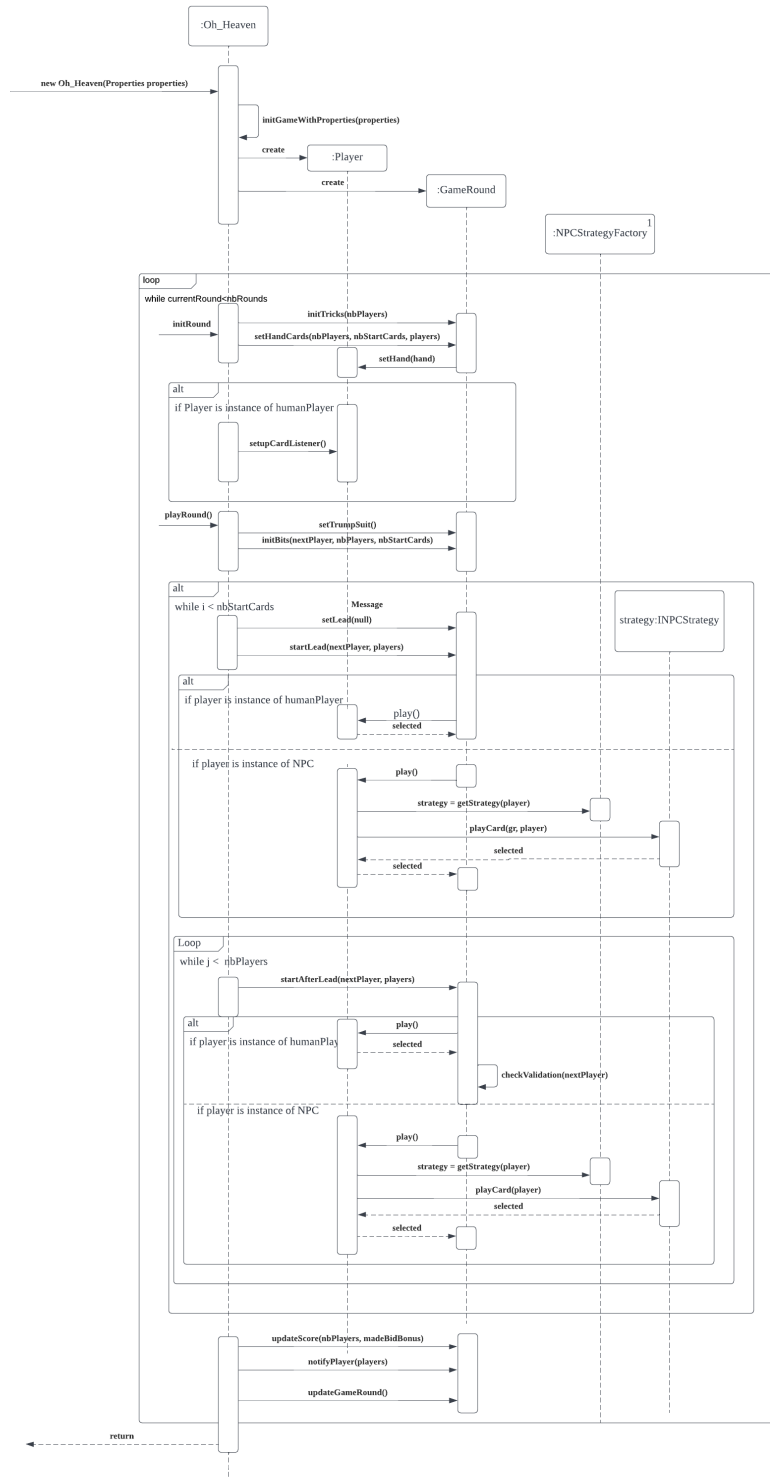 :Oh_Heaven
new Oh_Heaven(Properties properties)
initGameWithProperties(properties)
create
:Player
create
:GameRound
1
:NPCStrategyFactory
loop
while currentRound<nbRounds
initTricks(nbPlayers)
initRound
setHandCards(nbPlayers, nbStartCards, players)
setHand(hand)
alt
if Player is instance of humanPlayer
setupCardListener()
playRound()
setTrumpSuit()
initBits(nextPlayer, nbPlayers, nbStartCards)
alt
while i < nbStartCards
Message
setLead(null)
strategy:INPCStrategy
startLead(nextPlayer, players)
alt
if player is instance of humanPlayer
play()
selected
if player is instance of NPC
play()
strategy = getStrategy(player)
playCard(gr, player)
selected
selected
Loop
while j < nbPlayers
startAfterLead(nextPlayer, players)
alt
play()
if player is instance of humanPlay
selected
checkValidation(nextPlayer)
if player is instance of NPC
play()
strategy = getStrategy(player)
playCard(player)
selected
selected
updateScore(nbPlayers, madeBidBonus)
notifyPlayer(players)
updateGameRound()
return